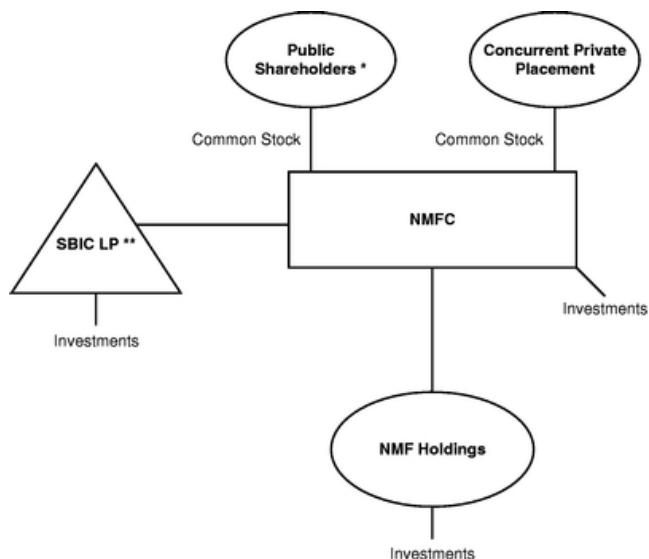 Public
Shareholders *
Concurrent Private
Placement
Common Stock
Common Stock
NMFC
SBIC LP **
Investments
Investments
NMF Holdings
Investments